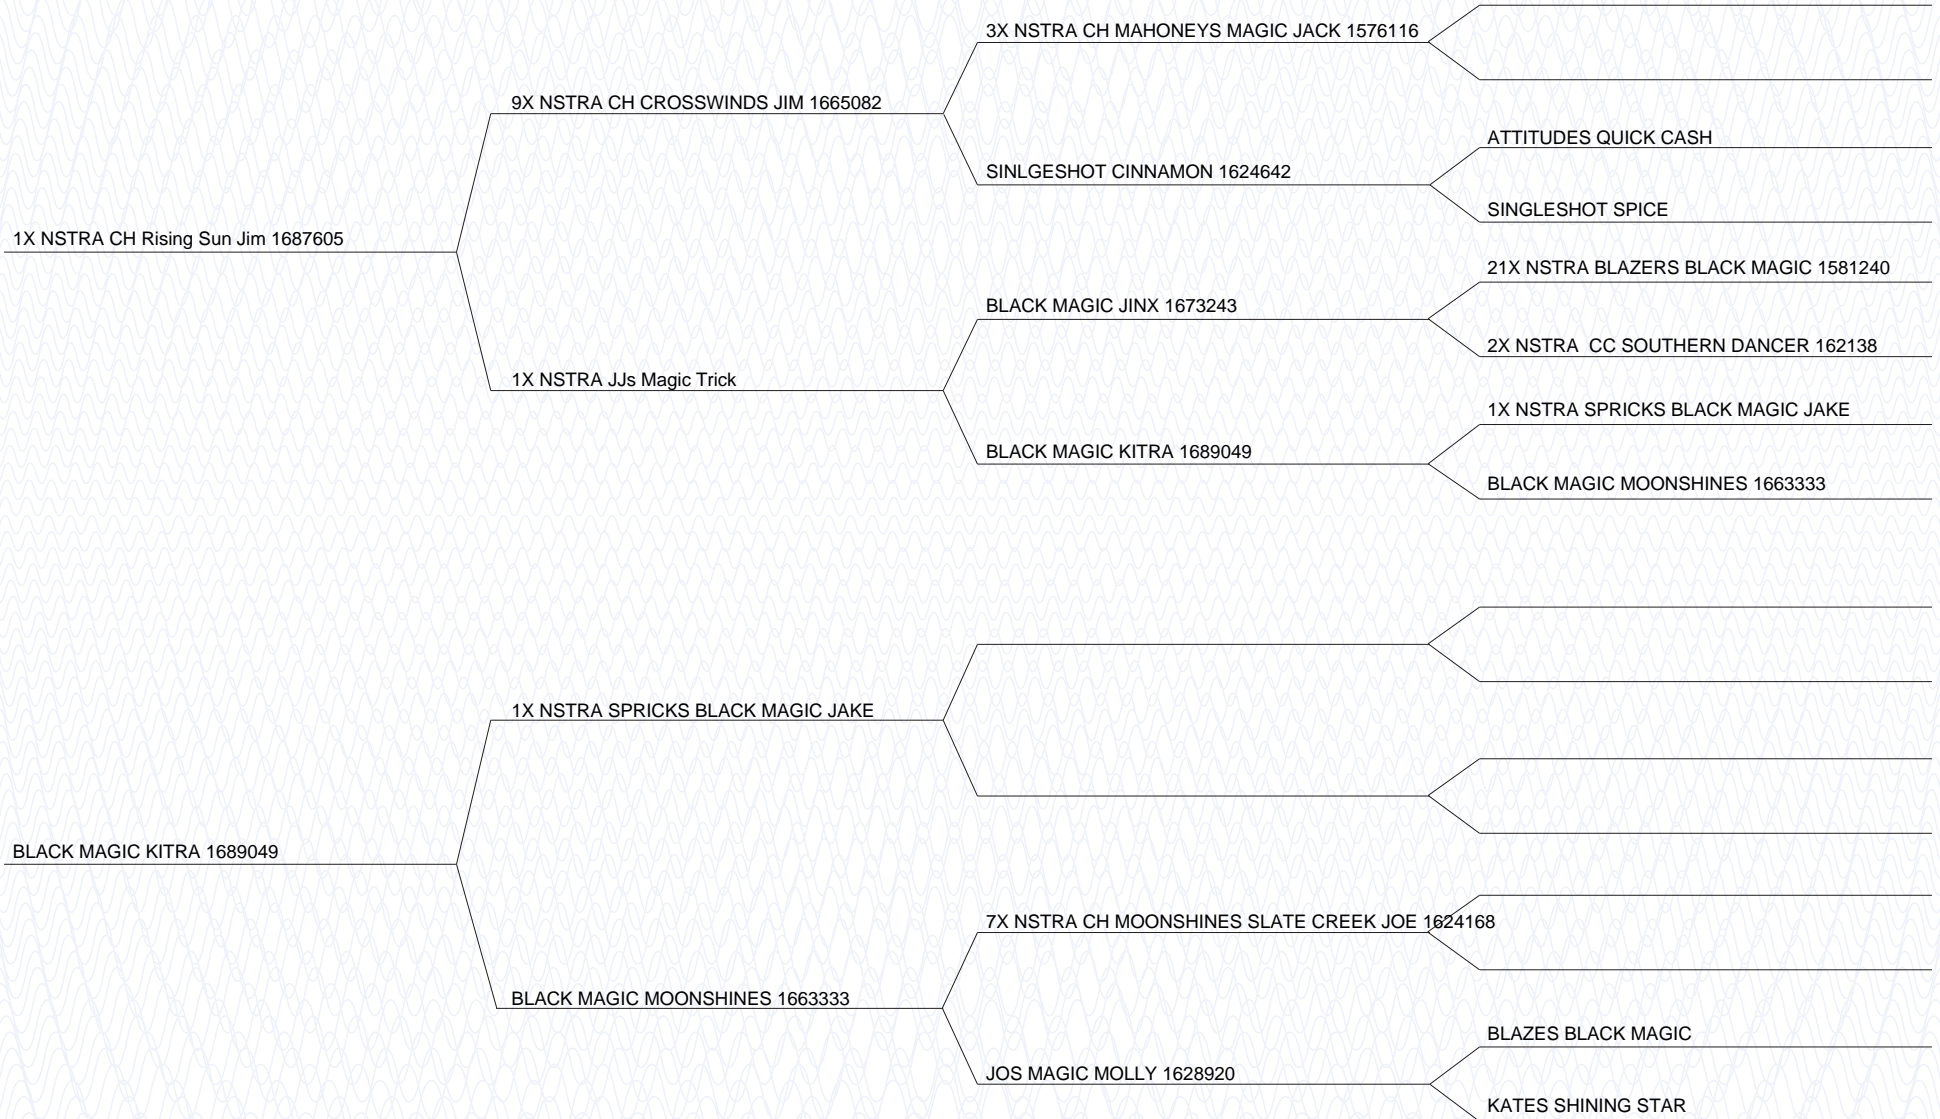 3X NSTRA CH MAHONEYS MAGIC JACK 1576116
9X NSTRA CH CROSSWINDS JIM 1665082
ATTITUDES QUICK CASH
SINLGESHOT CINNAMON 1624642
SINGLESHOT SPICE
1X NSTRA CH Rising Sun Jim 1687605
21X NSTRA BLAZERS BLACK MAGIC 1581240
BLACK MAGIC JINX 1673243
2X NSTRA  CC SOUTHERN DANCER 162138
1X NSTRA JJs Magic Trick
1X NSTRA SPRICKS BLACK MAGIC JAKE
BLACK MAGIC KITRA 1689049
BLACK MAGIC MOONSHINES 1663333
1X NSTRA SPRICKS BLACK MAGIC JAKE
BLACK MAGIC KITRA 1689049
7X NSTRA CH MOONSHINES SLATE CREEK JOE 1624168
BLACK MAGIC MOONSHINES 1663333
BLAZES BLACK MAGIC
JOS MAGIC MOLLY 1628920
KATES SHINING STAR